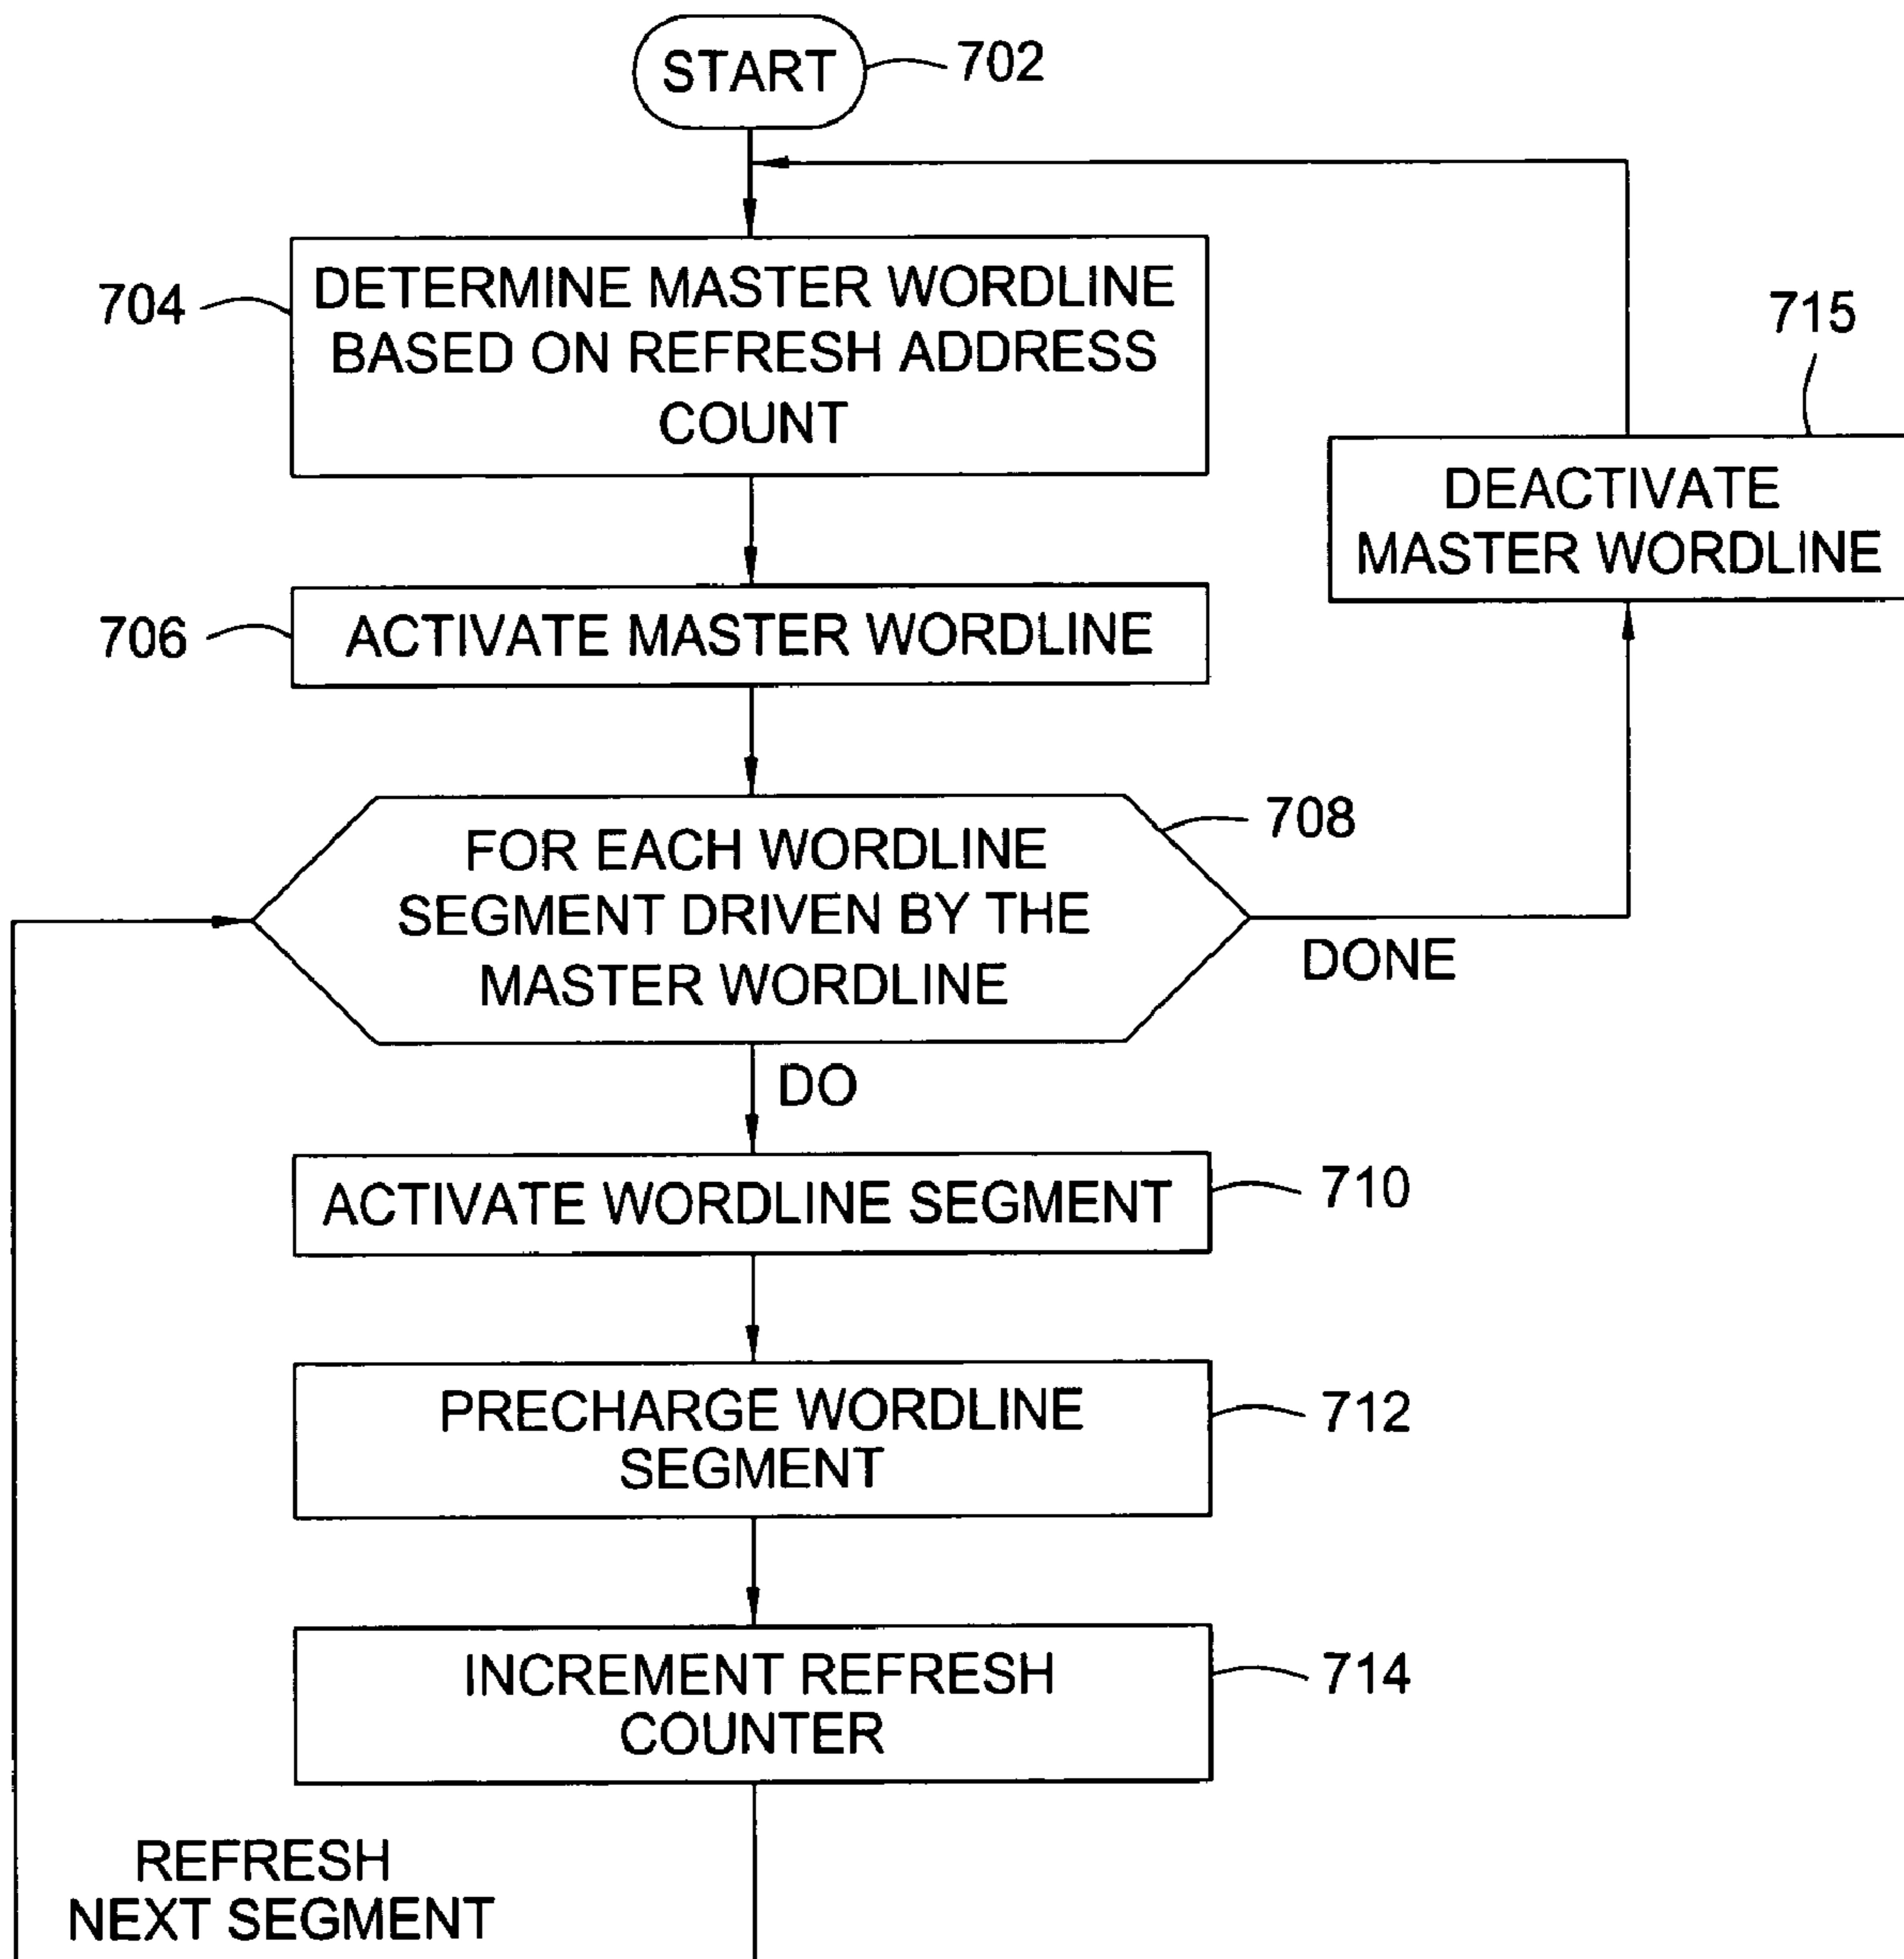 START
702
704
DETERMINE MASTER WORDLINE
BASED ON REFRESH ADDRESS
COUNT
715
DEACTIVATE
MASTER WORDLINE
706
ACTIVATE MASTER WORDLINE
708
FOR EACH WORDLINE
SEGMENT DRIVEN BY THE
MASTER WORDLINE
DONE
DO
ACTIVATE WORDLINE SEGMENT
710
PRECHARGE WORDLINE
SEGMENT
712
INCREMENT REFRESH
COUNTER
714
REFRESH
NEXT SEGMENT